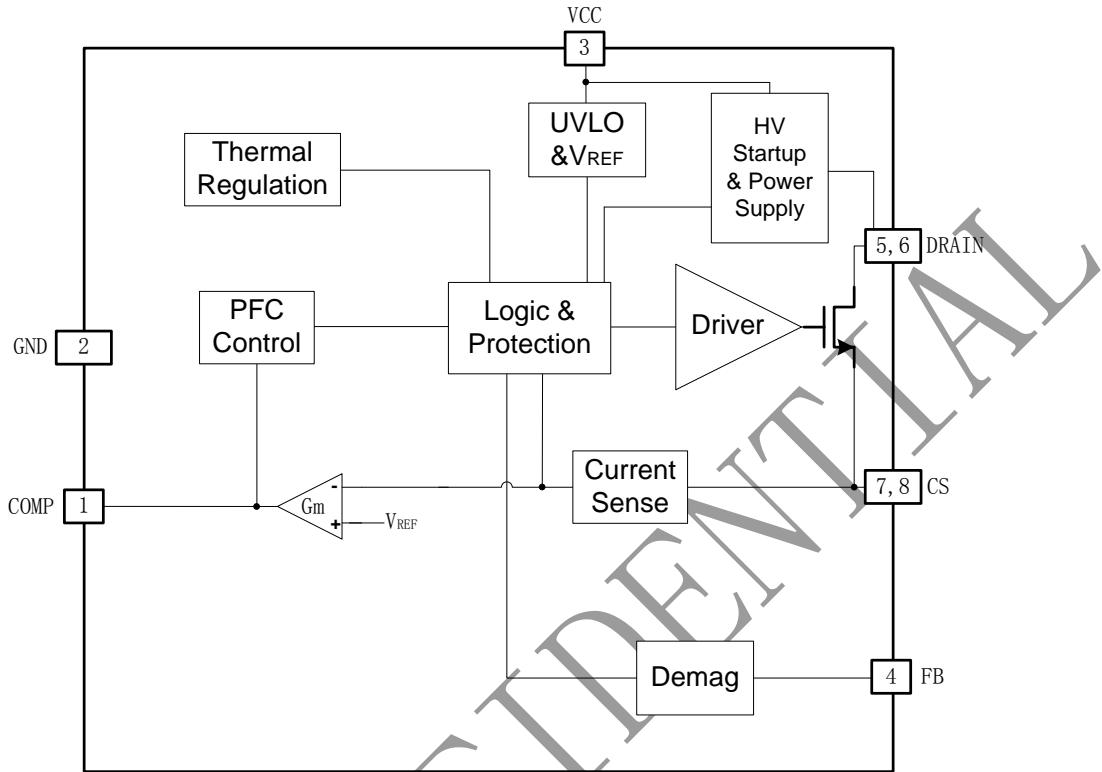 VCC
3
UVLO
&VREF
HV
Startup
& Power
Supply
Thermal
Regulation
5,6
DRAIN
PFC
Control
Logic &
Protection
Driver
GND
2
Current
Sense
7,8
CS
COMP
1
Gm
-
+
VREF
Demag
4
FB
FIDENTIAL